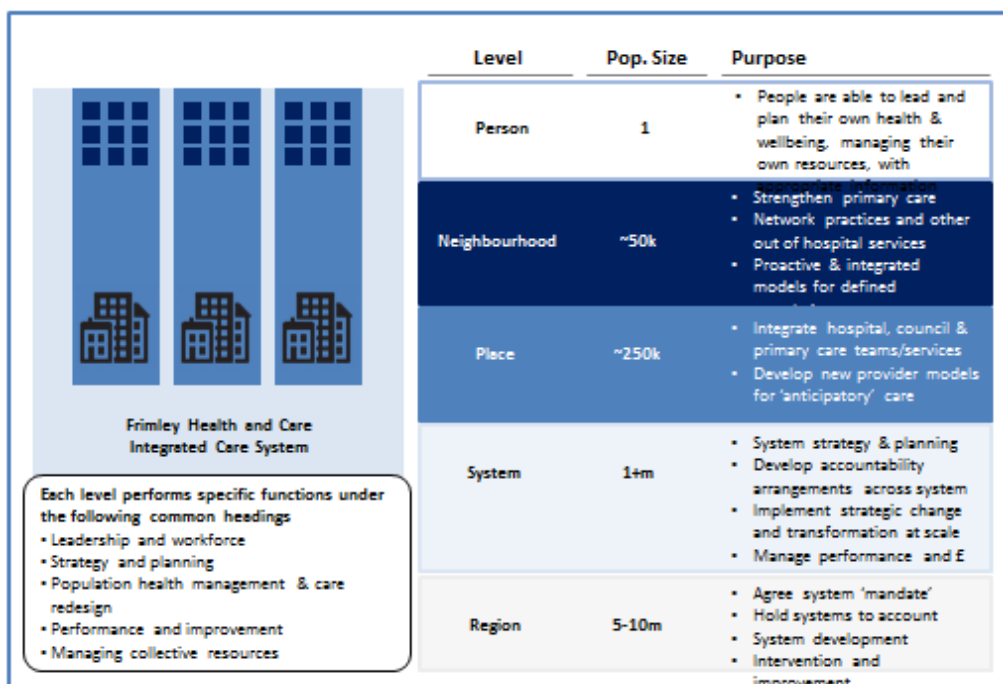 Level Pop. Size Purpose
Person 1
▪ People are able to lead and
plan their own health &
wellbeing, managing their
own resources, with
appropriate information
Neighbourhood ~50k
▪ Strengthen primary care
▪ Network practices and other
out of hospital services
▪ Proactive & integrated
models for defined
Place ~250k
▪ Integrate hospital, council &
primary care teams/services
▪ Develop new provider models
for ‘anticipatory’ care
System 1+m
▪ System strategy & planning
▪ Develop accountability
arrangements across system
▪ Implement strategic change
and transformation at scale
▪ Manage performance and £
Region 5-10m
▪ Agree system ‘mandate’
▪ Hold systems to account
▪ System development
▪ Intervention and
improvement
Frimley Health and Care
Integrated Care System
Each level performs specific functions under
the following common headings
▪ Leadership and workforce
▪ Strategy and planning
▪ Population health management & care
redesign
▪ Performance and improvement
▪ Managing collective resources